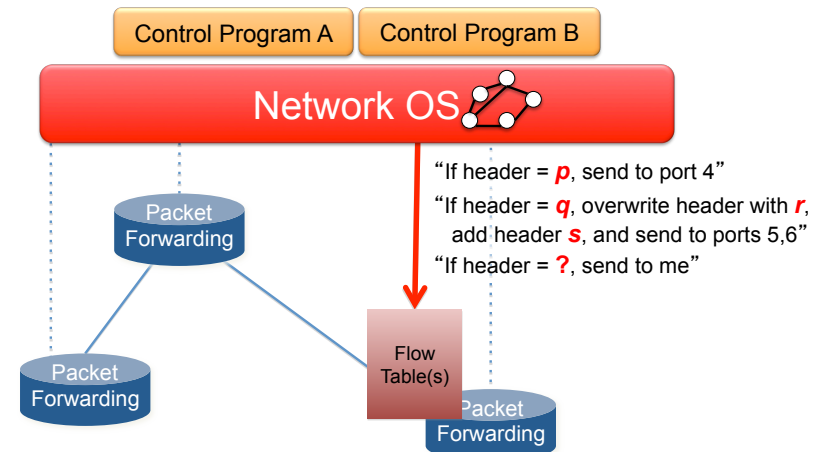 Control Program A
Control Program B
Network OS
“If header = p, send to port 4”
“If header = q, overwrite header with r,
add header s, and send to ports 5,6”
“If header = ?, send to me”
Packet
Forwarding
Flow
Table(s)
Packet
Forwarding
Packet
Forwarding